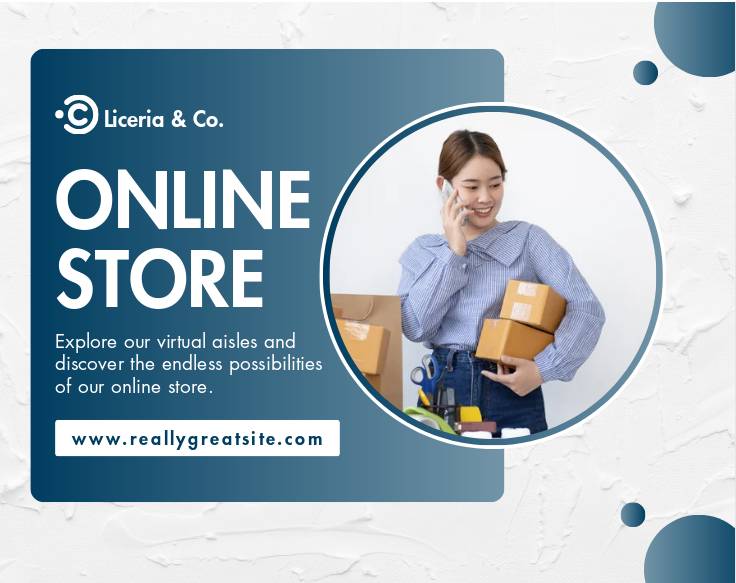 Liceria & Co.
ONLINE
STORE
Explore our virtual aisles and
discover the endless possibilities
of our online store.
www.reallygreatsite.com